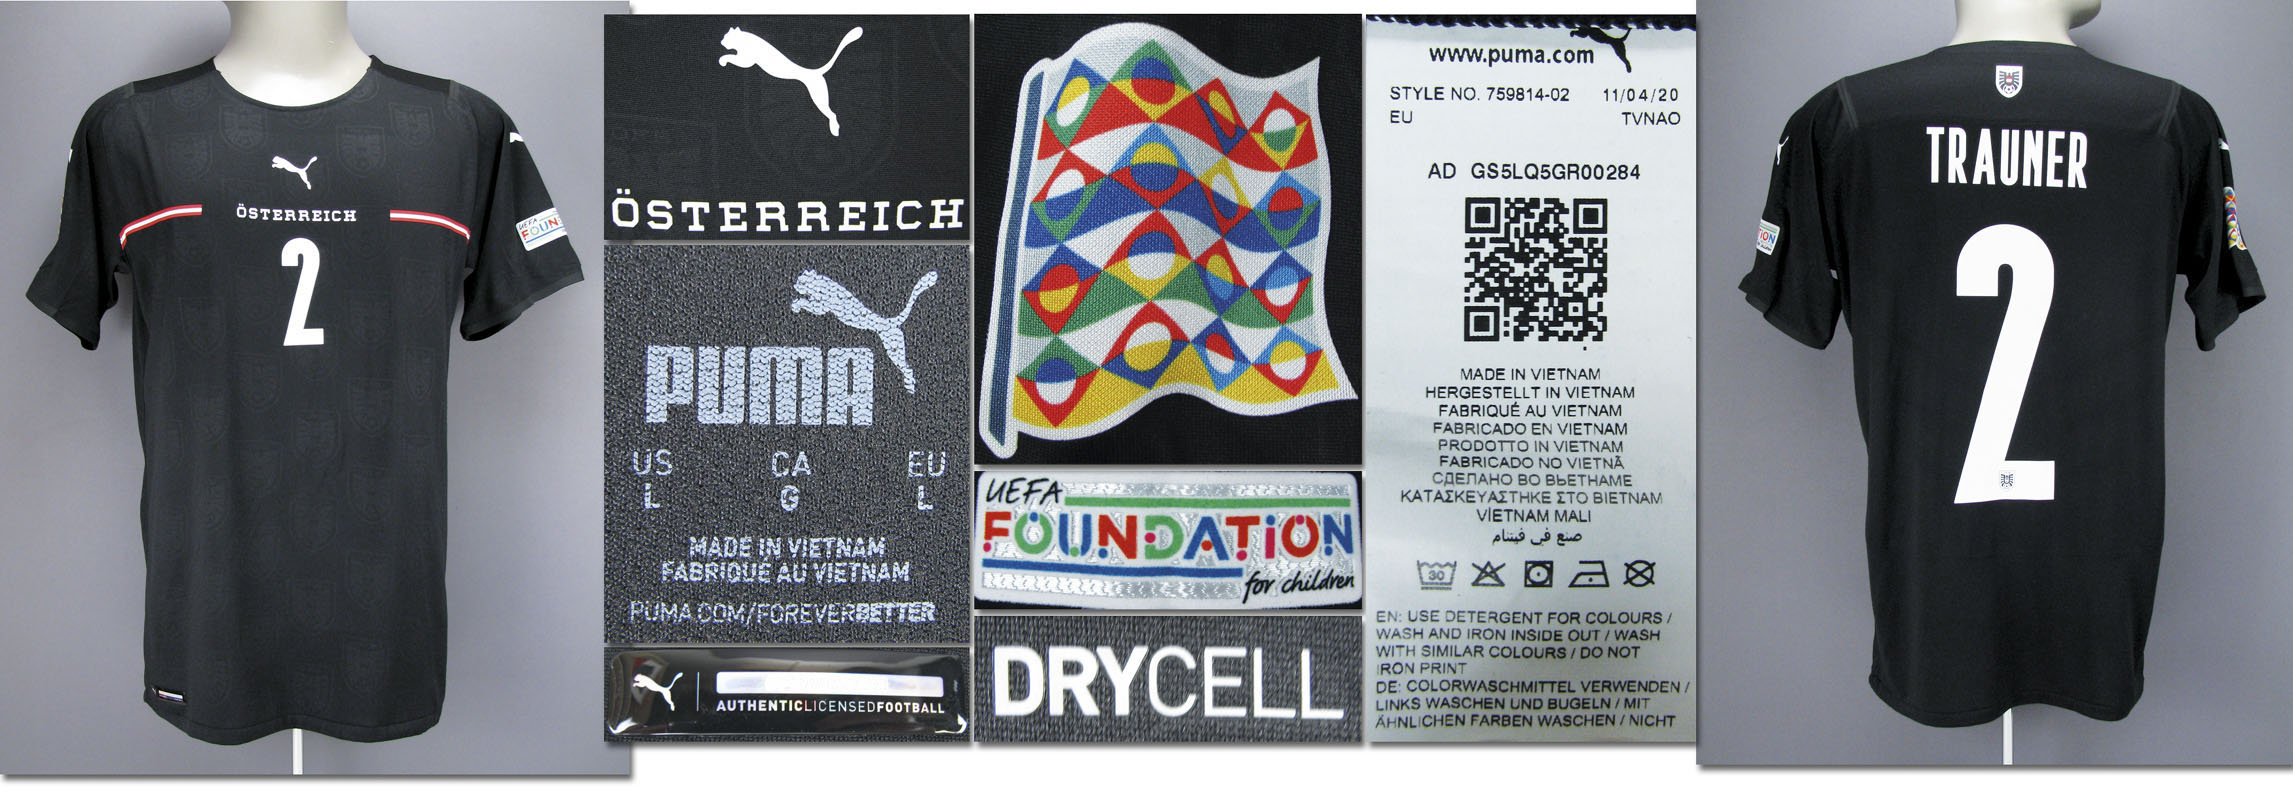 ÖSTERREICH
2
UEFA
ÖSTERREICH
PUMA
US CA EU
L G L
MADE IN VIETNAM
FABRIQUÉ AU VIETNAM
PUMA.COM/FOREVERBETTER
AUTHENTICLICENSEDFOOTBALL
UEFA
FOUNDATION
for children
DRYCELL
www.puma.com
STYLE NO. 759814-02 11/04/20
EU TVNAO
AD GS5LQ5GR00284
MADE IN VIETNAM
HERGESTELLT IN VIETNAM
FABRIQUÉ AU VIETNAM
FABRICADO EN VIETNAM
PRODOTTO IN VIETNAM
FABRICADO NO VIETNÃ
СДЕЛАНО ВО ВЬЕТНАМЕ
ΚΑΤΑΣΚΕΥΑΣΤΗΚΕ ΣΤΟ ΒΙΕΤΝΑΜ
VİETNAM MALI
صنع في فيتنام
30
EN: USE DETERGENT FOR COLOURS /
WASH AND IRON INSIDE OUT / WASH
WITH SIMILAR COLOURS / DO NOT
IRON PRINT
DE: COLORWASCHMITTEL VERWENDEN /
LINKS WASCHEN UND BÜGELN / MIT
ÄHNLICHEN FARBEN WASCHEN / NICHT
TRAUNER
2